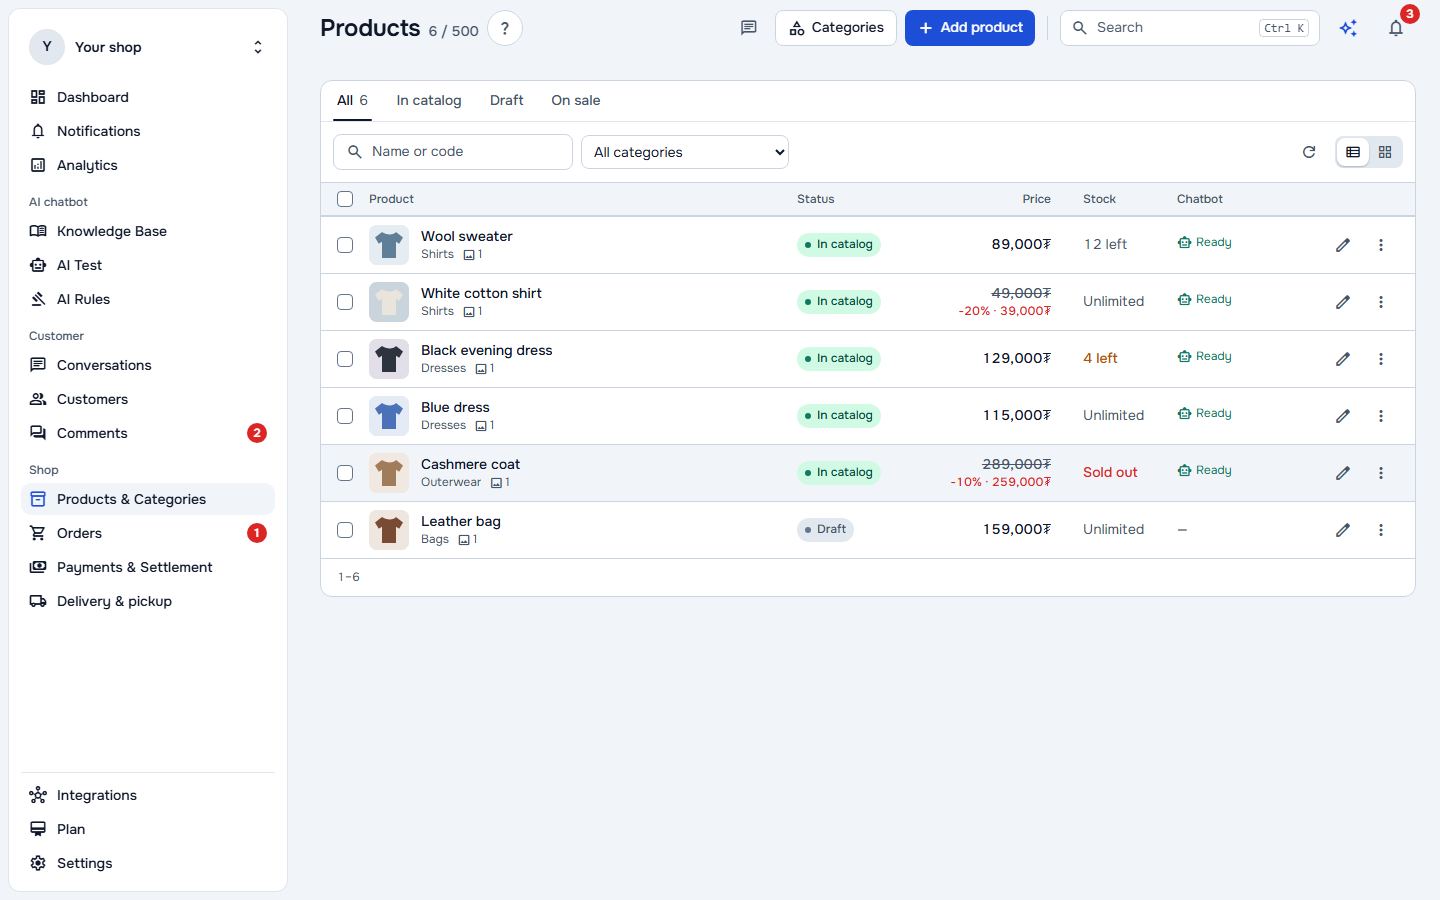 Y Your shop
Dashboard
Notifications
Analytics
AI chatbot
Knowledge Base
AI Test
AI Rules
Customer
Conversations
Customers
Comments 2
Shop
Products & Categories
Orders 1
Payments & Settlement
Delivery & pickup
Integrations
Plan
Settings
Products 6 / 500 ?
Categories
+ Add product
Search Ctrl K
3
All 6 In catalog Draft On sale
Name or code All categories
Product Status Price Stock Chatbot
Wool sweater
Shirts 1
In catalog 89,000₮ 12 left Ready
White cotton shirt
Shirts 1
In catalog 49,000₮
-20% · 39,000₮
Unlimited Ready
Black evening dress
Dresses 1
In catalog 129,000₮ 4 left Ready
Blue dress
Dresses 1
In catalog 115,000₮ Unlimited Ready
Cashmere coat
Outerwear 1
In catalog 289,000₮
-10% · 259,000₮
Sold out Ready
Leather bag
Bags 1
Draft 159,000₮ Unlimited –
1–6